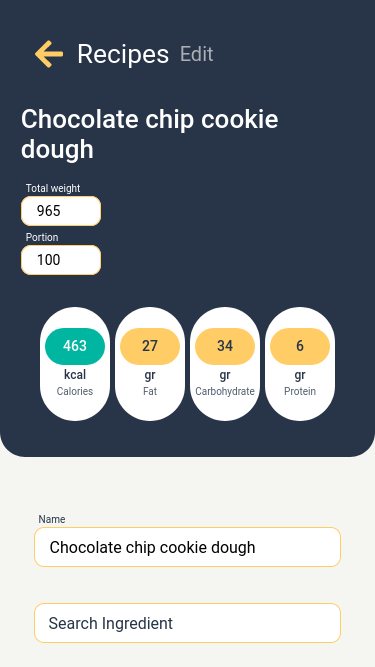 Recipes Edit
Chocolate chip cookie
dough
Total weight
965
Portion
100
463 27 34 6
kcal gr gr gr
Calories Fat Carbohydrate Protein
Name
Chocolate chip cookie dough
Search Ingredient